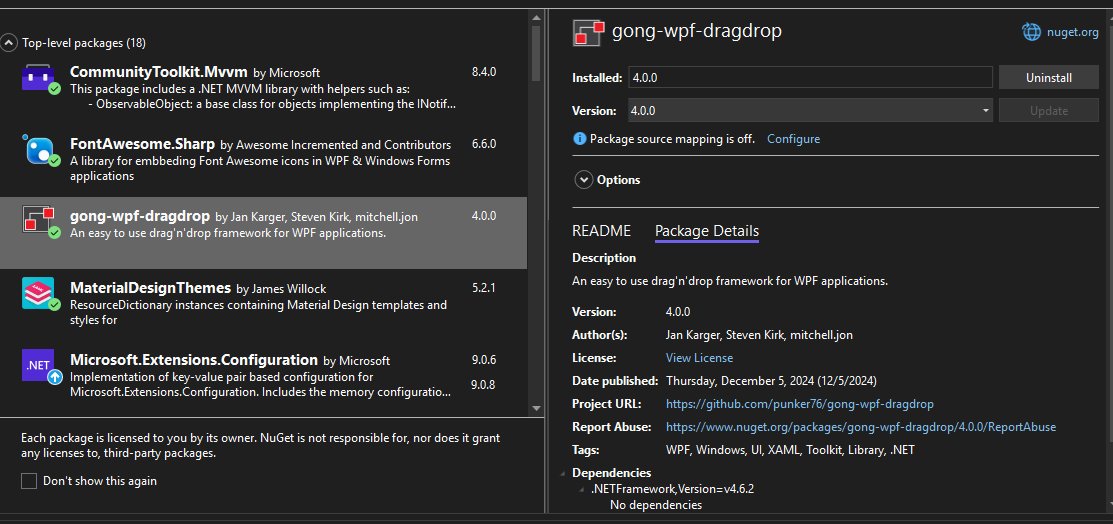 Top-level packages (18)
CommunityToolkit.Mvvm by Microsoft 8.4.0
This package includes a .NET MVVM library with helpers such as:
- ObservableObject: a base class for objects implementing the INotif...
FontAwesome.Sharp by Awesome Incremented and Contributors 6.6.0
A library for embbeding Font Awesome icons in WPF & Windows Forms
applications
gong-wpf-dragdrop by Jan Karger, Steven Kirk, mitchell.jon 4.0.0
An easy to use drag'n'drop framework for WPF applications.
MaterialDesignThemes by James Willock 5.2.1
ResourceDictionary instances containing Material Design templates and
styles for
.NET
Microsoft.Extensions.Configuration by Microsoft 9.0.6
Implementation of key-value pair based configuration for
Microsoft.Extensions.Configuration. Includes the memory configuratio... 9.0.8
Each package is licensed to you by its owner. NuGet is not responsible for, nor does it grant
any licenses to, third-party packages.
Don't show this again
gong-wpf-dragdrop
nuget.org
Installed: 4.0.0 Uninstall
Version: 4.0.0 Update
Package source mapping is off. Configure
Options
README Package Details
Description
An easy to use drag'n'drop framework for WPF applications.
Version: 4.0.0
Author(s): Jan Karger, Steven Kirk, mitchell.jon
License: View License
Date published: Thursday, December 5, 2024 (12/5/2024)
Project URL: https://github.com/punker76/gong-wpf-dragdrop
Report Abuse: https://www.nuget.org/packages/gong-wpf-dragdrop/4.0.0/ReportAbuse
Tags: WPF, Windows, UI, XAML, Toolkit, Library, .NET
Dependencies
.NETFramework,Version=v4.6.2
No dependencies